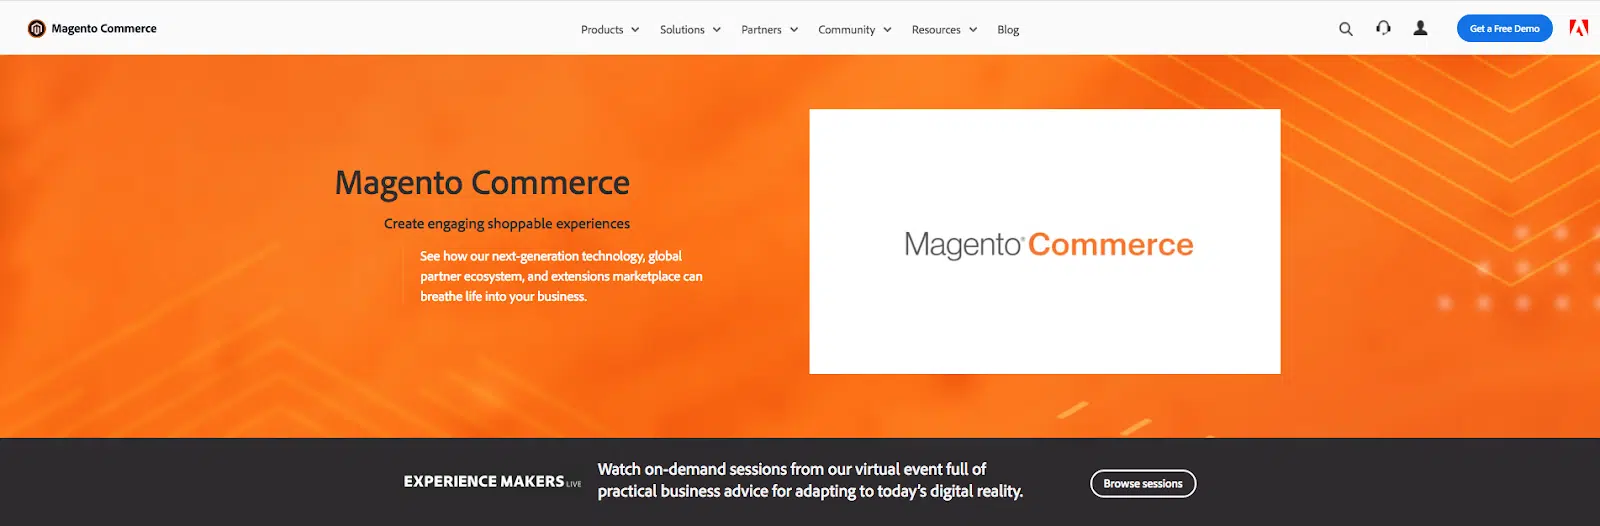 Magento Commerce
Products Solutions Partners Community Resources Blog
Get a Free Demo
Magento Commerce
Create engaging shoppable experiences
See how our next-generation technology, global
partner ecosystem, and extensions marketplace can
breathe life into your business.
Magento® Commerce
EXPERIENCE MAKERS LIVE
Watch on-demand sessions from our virtual event full of
practical business advice for adapting to today's digital reality.
Browse sessions